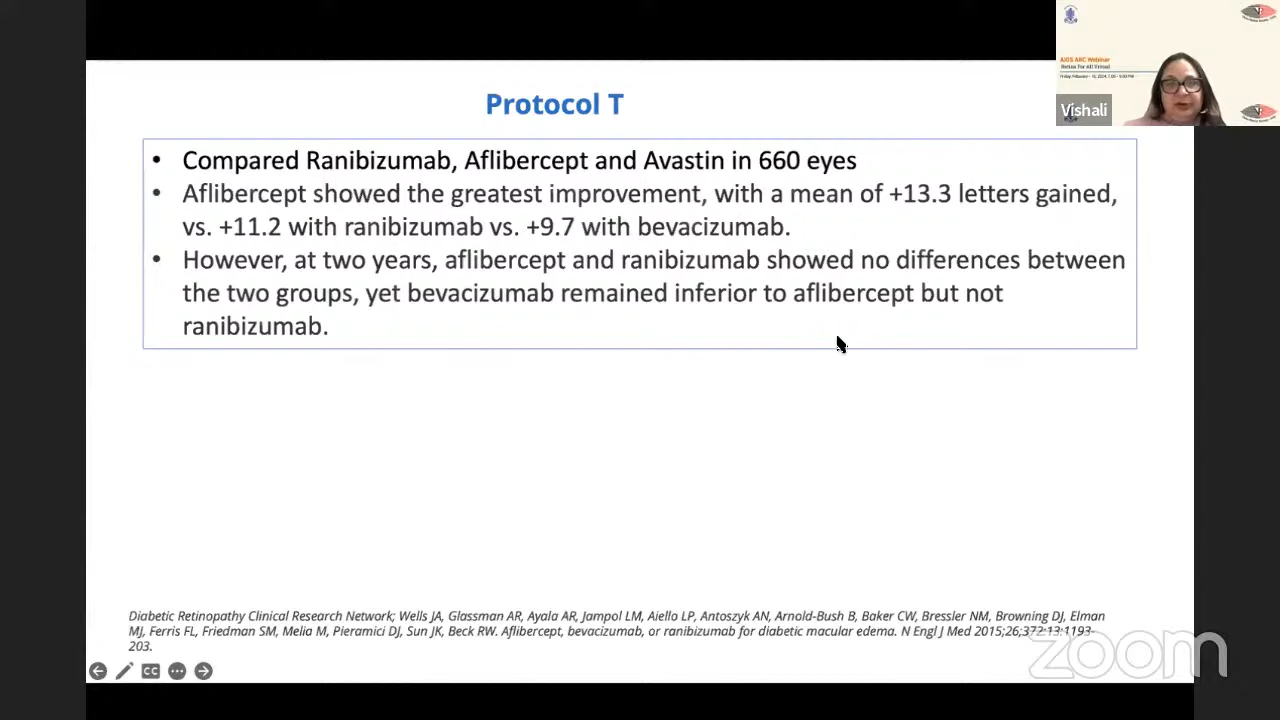 AIOS ARC Webinar
Vishali
Protocol T
• Compared Ranibizumab, Aflibercept and Avastin in 660 eyes
• Aflibercept showed the greatest improvement, with a mean of +13.3 letters gained,
vs. +11.2 with ranibizumab vs. +9.7 with bevacizumab.
• However, at two years, aflibercept and ranibizumab showed no differences between
the two groups, yet bevacizumab remained inferior to aflibercept but not
ranibizumab.
Diabetic Retinopathy Clinical Research Network; Wells JA, Glassman AR, Ayala AR, Jampol LM, Aiello LP, Antoszyk AN, Arnold-Bush B, Baker CW, Bressler NM, Browning DJ, Elman
MJ, Ferris FL, Friedman SM, Melia M, Pieramici DJ, Sun JK, Beck RW. Aflibercept, bevacizumab, or ranibizumab for diabetic macular edema. N Engl J Med 2015;26;372:13:1193-
203.
CC
zoom